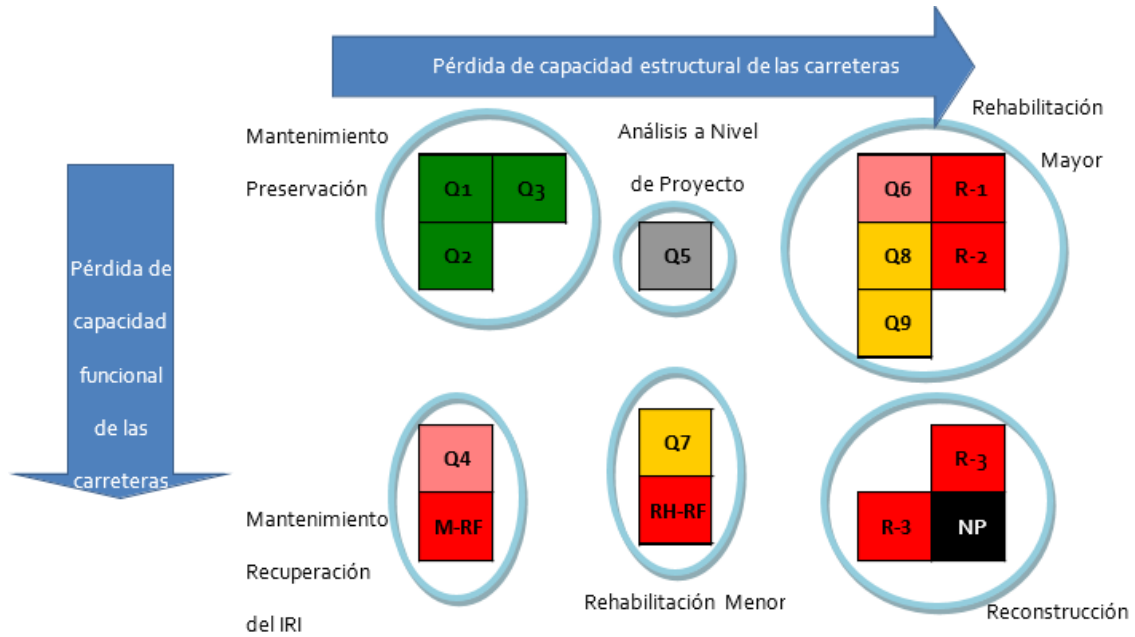 Pérdida de capacidad estructural de las carreteras
Mantenimiento
Preservación
Análisis a Nivel
de Proyecto
Rehabilitación
Mayor
Q1 Q3
Q2
Q5
Q6 R-1
Q8 R-2
Q9
Pérdida de
capacidad
funcional
de las
carreteras
Q4
M-RF
Q7
RH-RF
R-3
R-3 NP
Mantenimiento
Recuperación
del IRI
Rehabilitación Menor
Reconstrucción